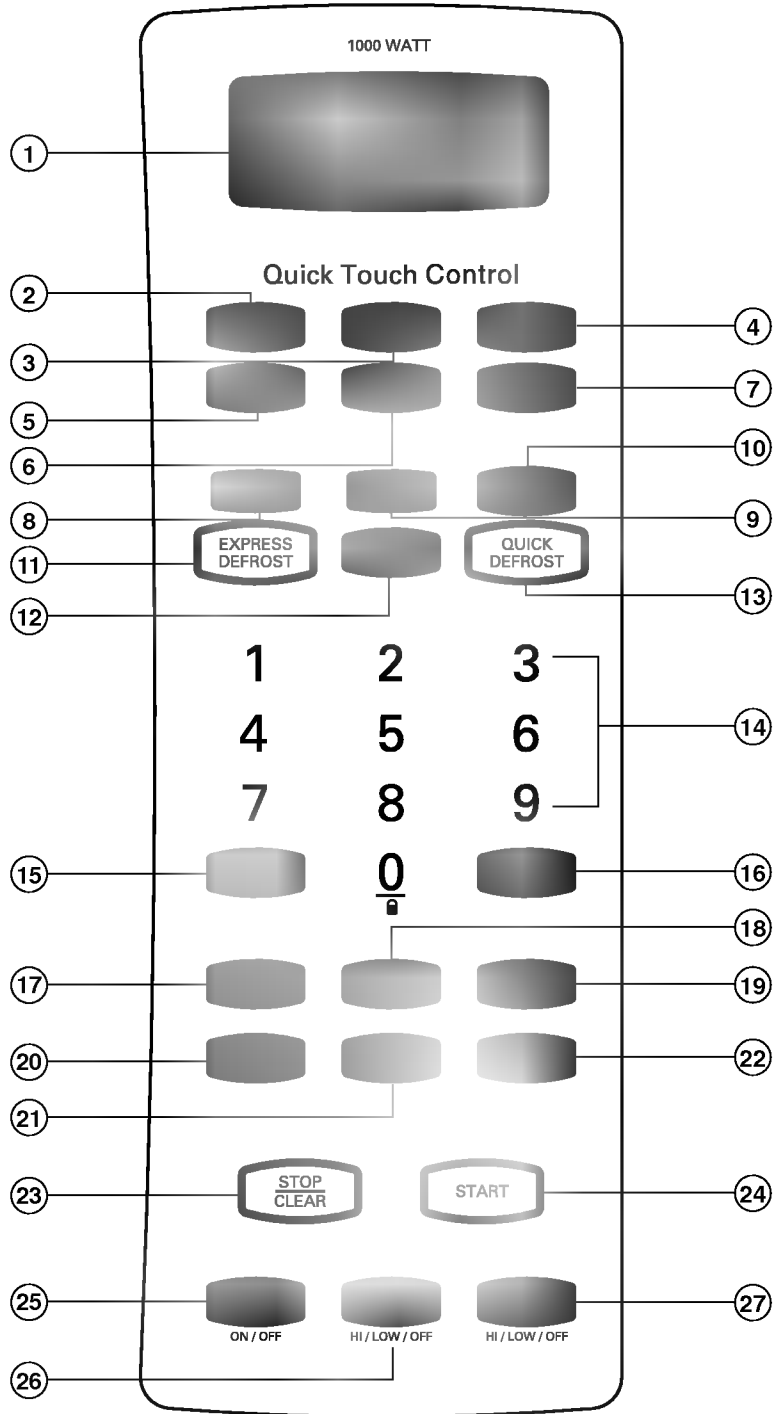 1000 WATT
1
Quick Touch Control
2
3
4
5
6
7
8
9
10
EXPRESS
DEFROST
QUICK
DEFROST
11
12
13
1 2 3
4 5 6
7 8 9
14
0
15
16
17
18
19
20
21
22
STOP
CLEAR
START
23
24
25
ON / OFF
HI / LOW / OFF
HI / LOW / OFF
26
27